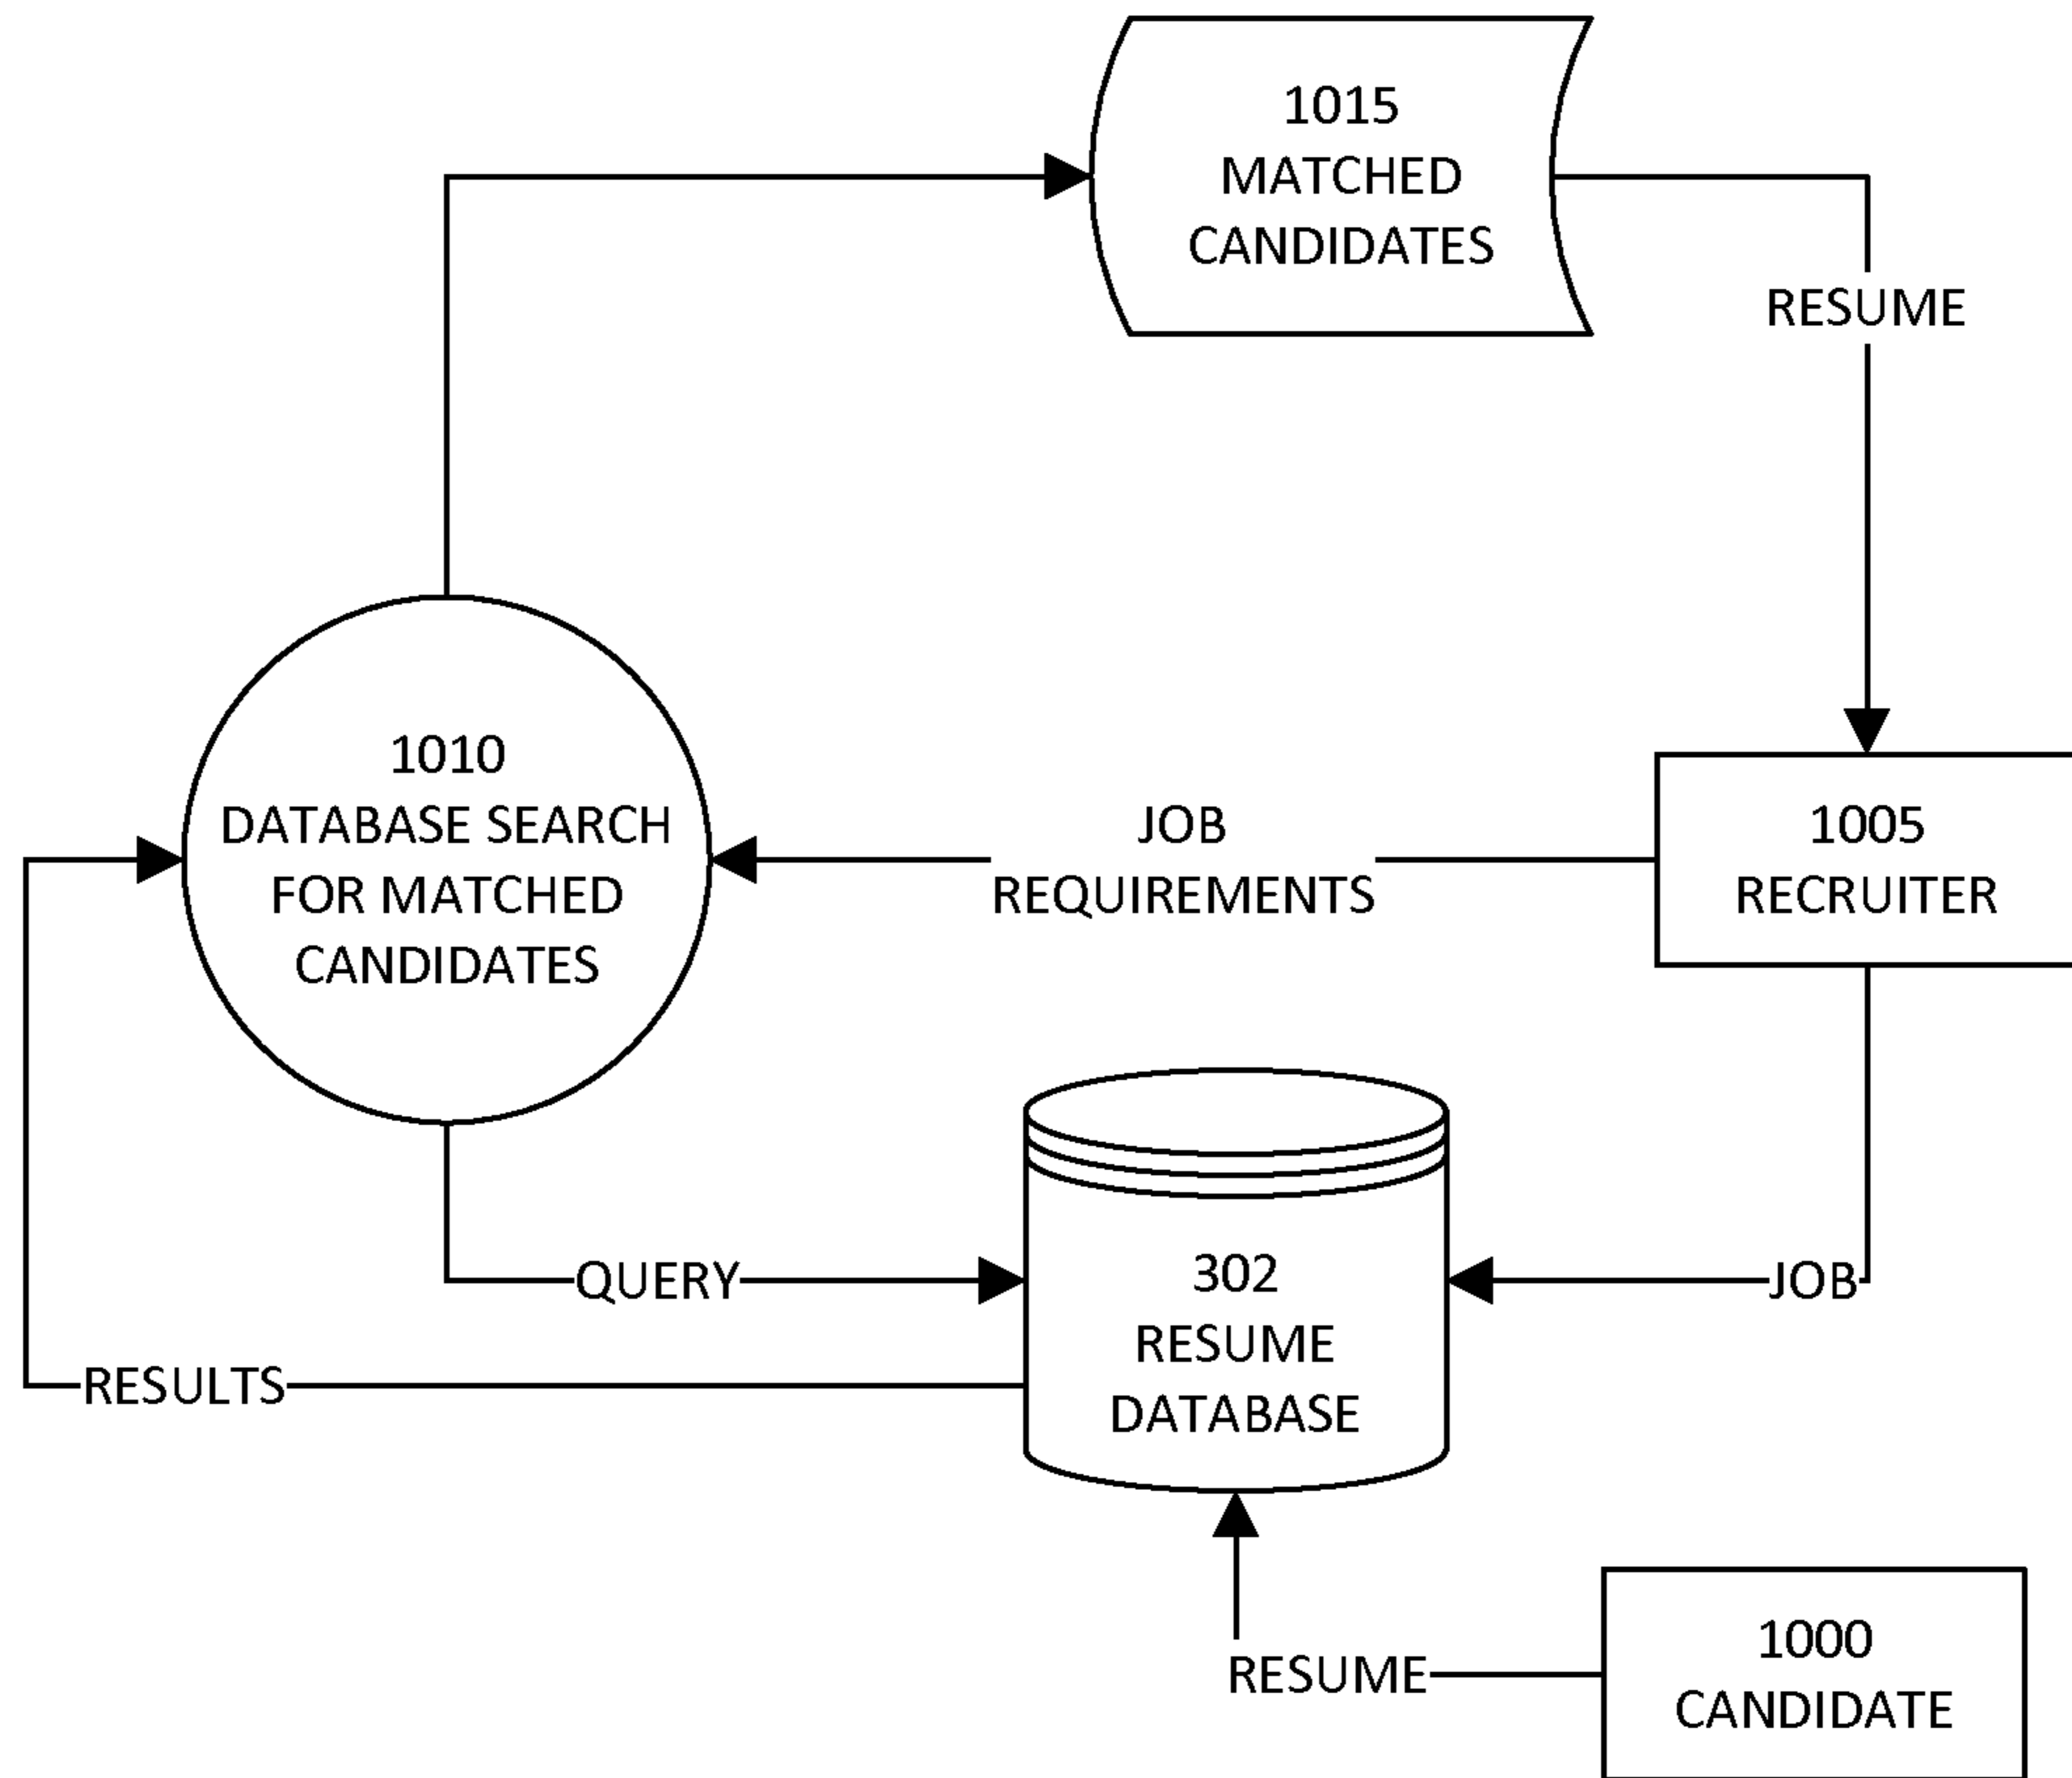 1015
MATCHED
CANDIDATES
RESUME
1010
DATABASE SEARCH
FOR MATCHED
CANDIDATES
JOB
REQUIREMENTS
1005
RECRUITER
QUERY
302
RESUME
DATABASE
JOB
RESULTS
RESUME
1000
CANDIDATE